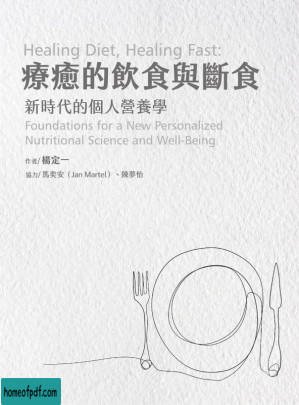 Healing Diet, Healing Fast:
療癒的飲食與斷食
新時代的個人營養學
Foundations for a New Personalized
Nutritional Science and Well-Being
作者/ 楊定一
協力/ 馬奕安（Jan Martel）、陳夢怡
homeofpdf.com